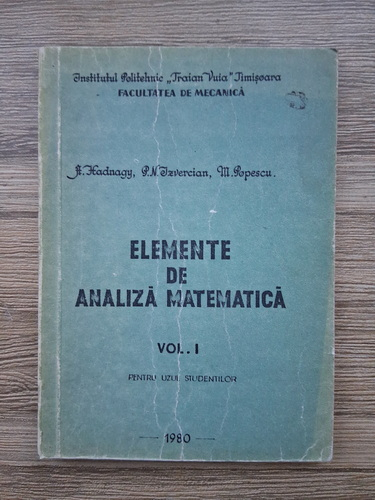 Institutul Politehnic „Traian Vuia” Timişoara
FACULTATEA DE MECANICĂ
A. Hadnagy, P.N. Izvercian, M. Popescu.
ELEMENTE
DE
ANALIZĂ MATEMATICĂ
VOL. I
PENTRU UZUL STUDENTILOR
— 1980 —